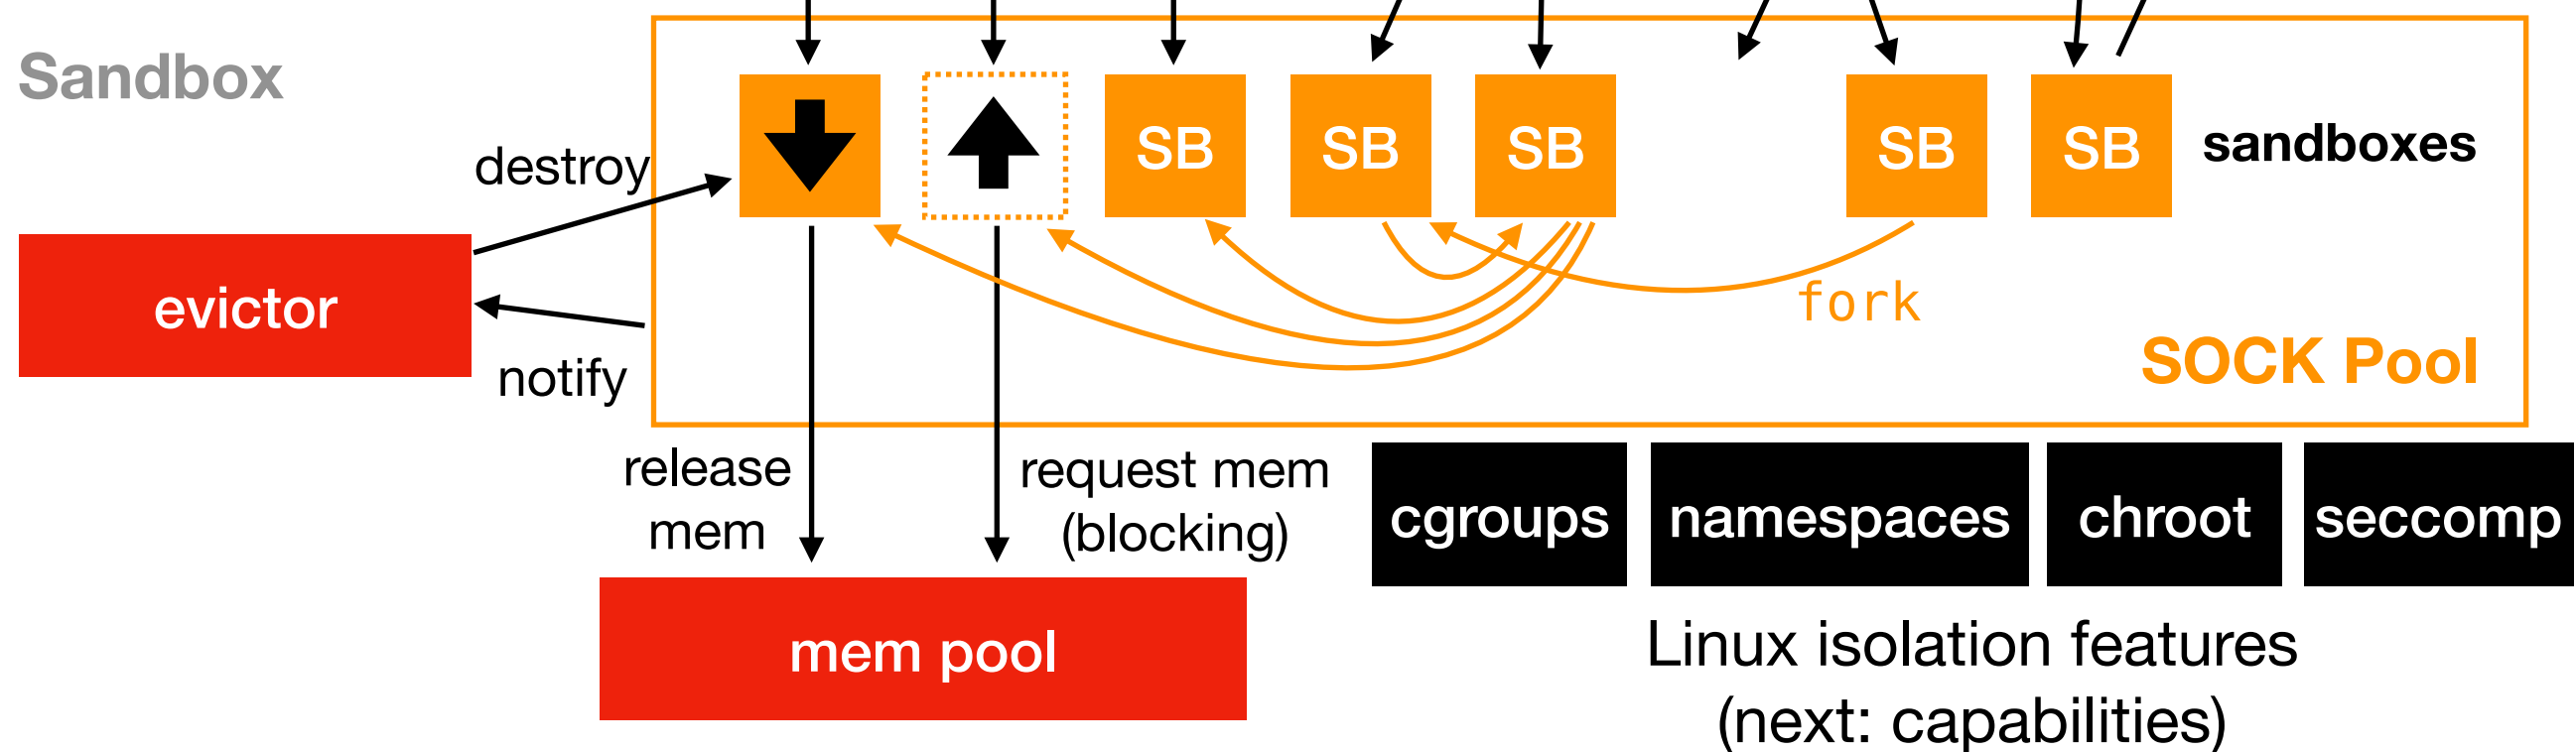 Sandbox
destroy
SB
SB
SB
SB
SB
sandboxes
evictor
notify
fork
SOCK Pool
release
mem
request mem
(blocking)
cgroups
namespaces
chroot
seccomp
mem pool
Linux isolation features
(next: capabilities)